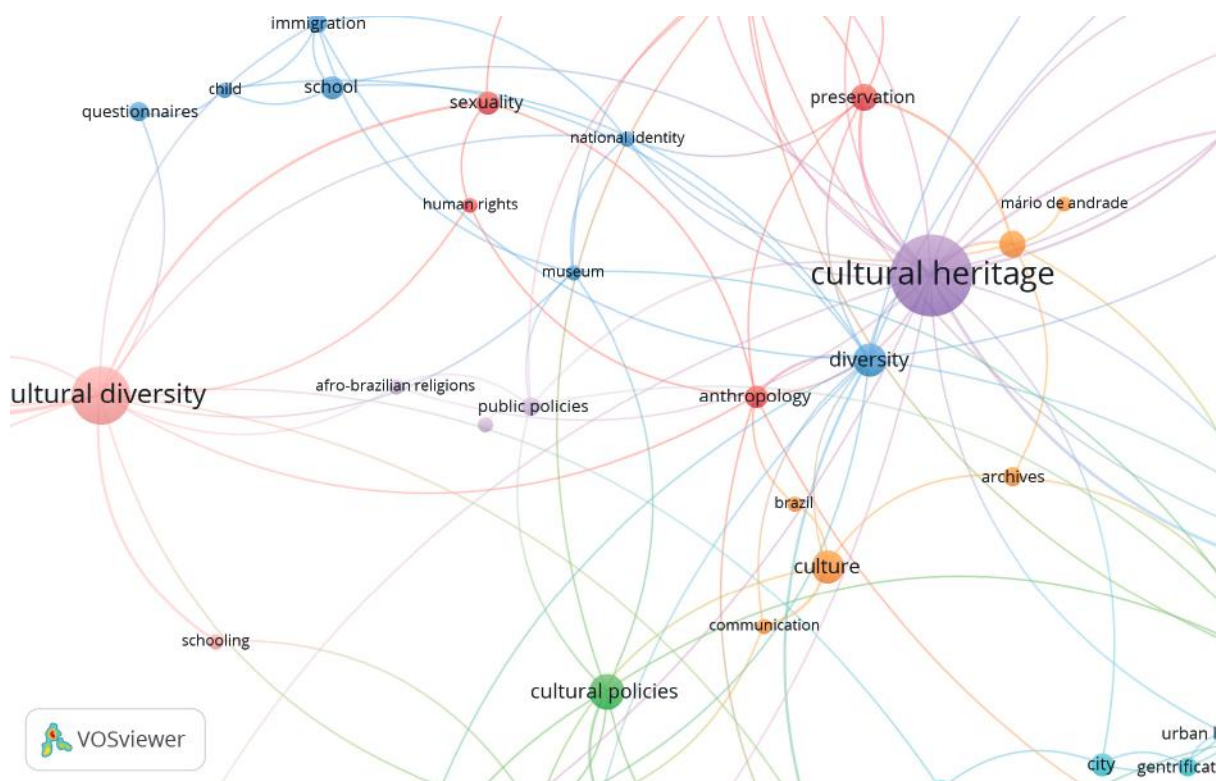 immigration
child
school
questionnaires
sexuality
preservation
national identity
human rights
mário de andrade
museum
cultural heritage
diversity
ultural diversity
afro-brazilian religions
public policies
anthropology
archives
brazil
culture
communication
schooling
cultural policies
VOSviewer
urban
city
gentrificat